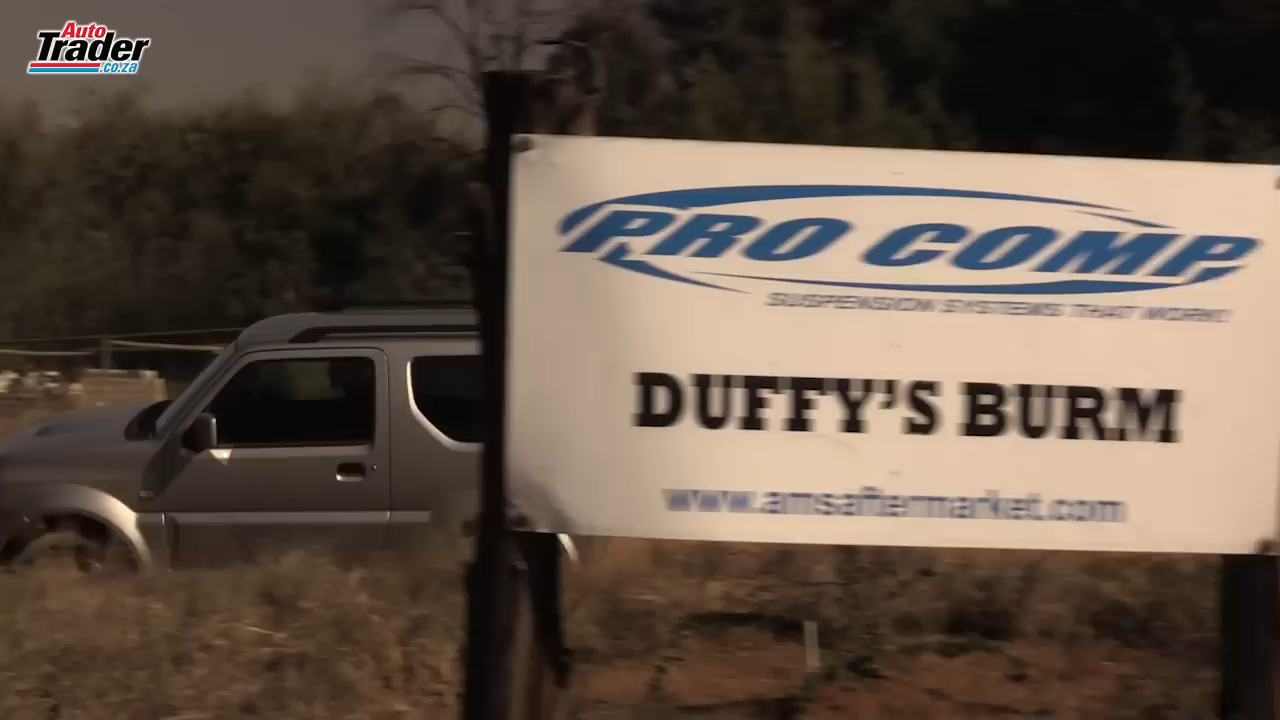 Auto
Trader
.co.za
PRO COMP
SUSPENSION SYSTEMS THAT WORK!
DUFFY'S BURM
www.amsaftermarket.com